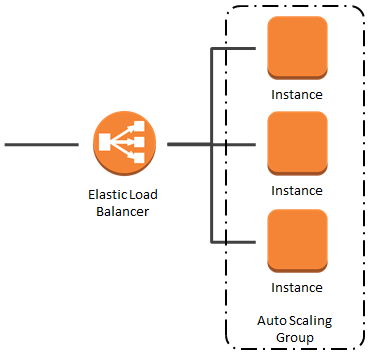 Instance
Instance
Elastic Load
Balancer
Instance
Auto Scaling
Group